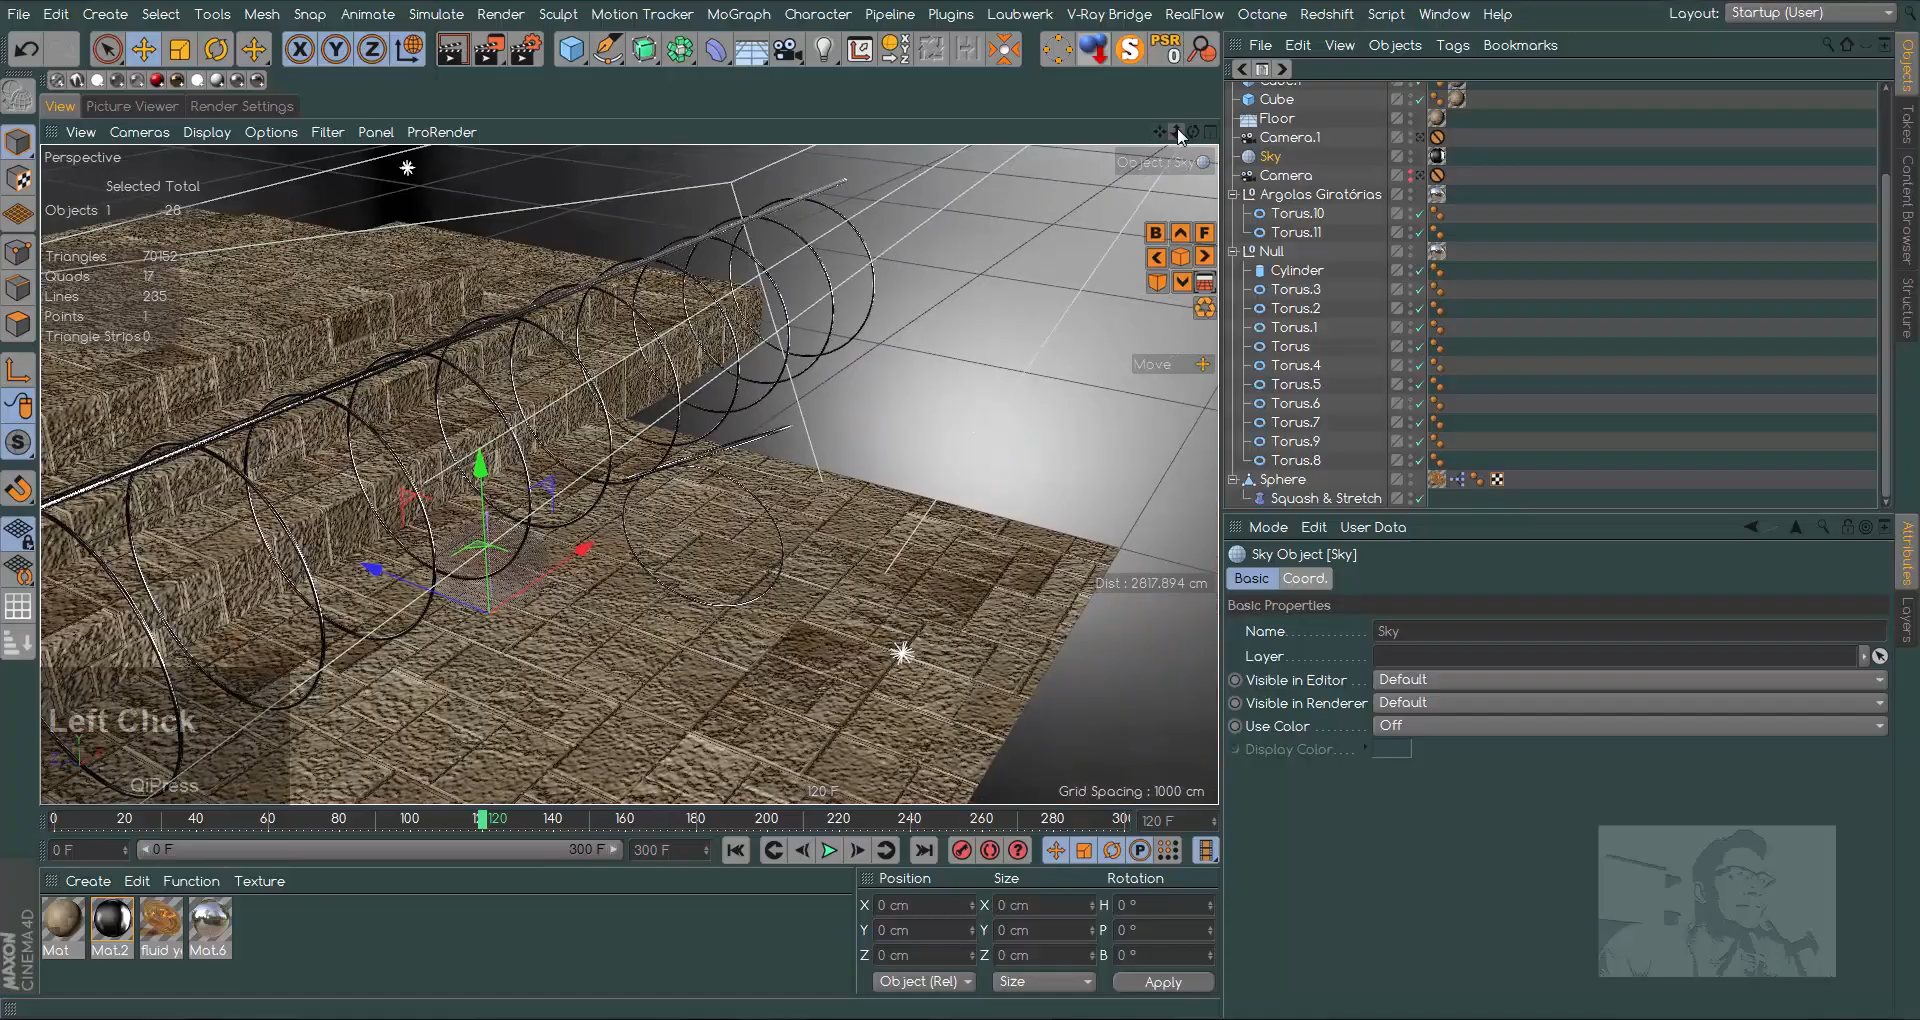 File Edit Create Select Tools Mesh Snap Animate Simulate Render Sculpt Motion Tracker MoGraph Character Pipeline Plugins Laubwerk V-Ray Bridge RealFlow Octane Redshift Script Window Help
Layout: Startup (User)
X Y Z
S PSR 0
View Picture Viewer Render Settings
View Cameras Display Options Filter Panel ProRender
Perspective
Object : Sky
Selected Total
Objects 1 28
Triangles 70152
Quads 17
Lines 235
Points 1
Triangle Strips 0
B F
Move
Dist : 2817.894 cm
Left Click
QiPress
120 F
Grid Spacing : 1000 cm
0 20 40 60 80 100 120 140 160 180 200 220 240 260 280 120 F
0 F 0 F 300 F 300 F
Create Edit Function Texture
Mat Mat.2 Mat.6
MAXON
CINEMA4D
Position Size Rotation
X 0 cm X 0 cm H 0 °
Y 0 cm Y 0 cm P 0 °
Z 0 cm Z 0 cm B 0 °
Object (Rel) Size Apply
File Edit View Objects Tags Bookmarks
Cube
Floor
Camera.1
Sky
Camera
Argolas Giratórias
Torus.10
Torus.11
Null
Cylinder
Torus.3
Torus.2
Torus.1
Torus
Torus.4
Torus.5
Torus.6
Torus.7
Torus.9
Torus.8
Sphere
Squash & Stretch
Objects
Takes
Content Browser
Structure
Mode Edit User Data
Sky Object [Sky]
Basic Coord.
Basic Properties
Name Sky
Layer
Visible in Editor Default
Visible in Renderer Default
Use Color Off
Display Color
Attributes
Layers